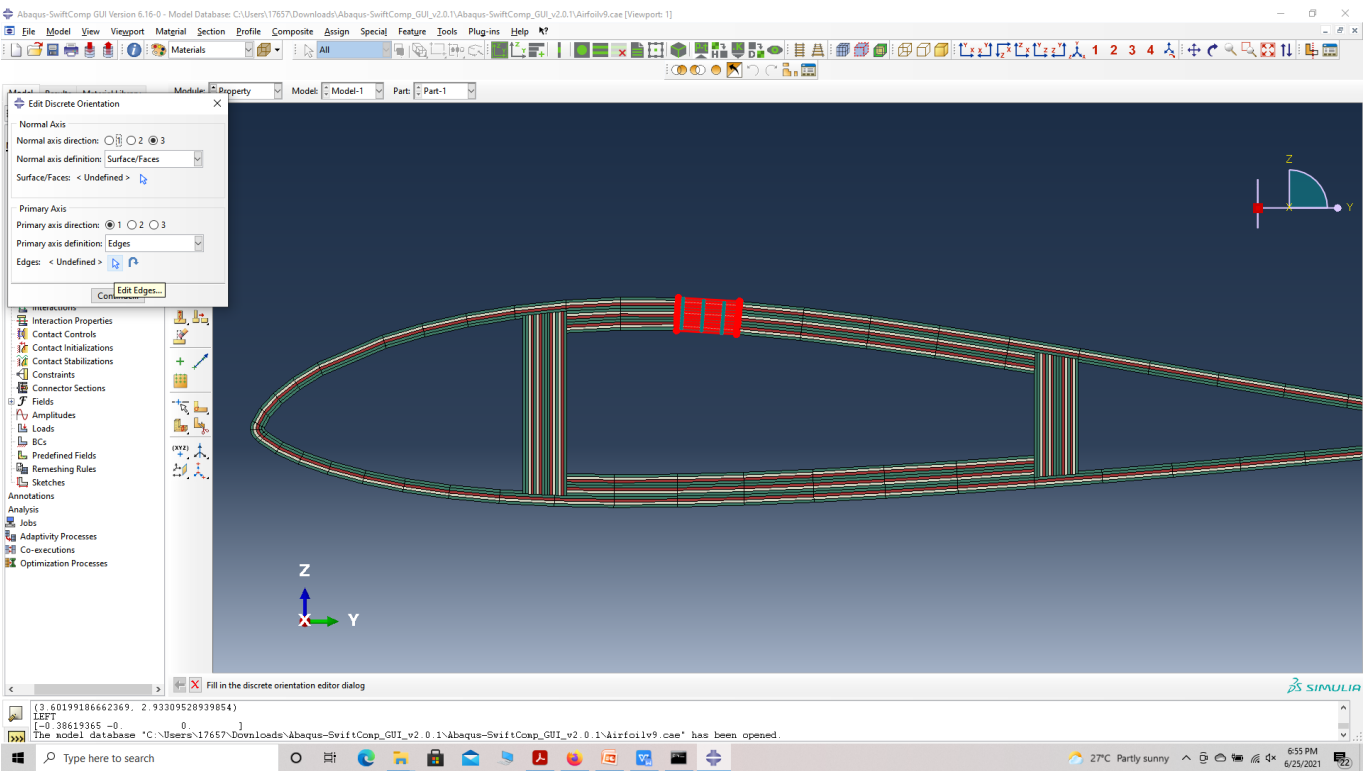 Abaqus-SwiftComp GUI Version 6.16-0 - Model Database: C:\Users\17657\Downloads\Abaqus-SwiftComp_GUI_v2.0.1\Abaqus-SwiftComp_GUI_v2.0.1\Airfoilv9.cae [Viewport: 1]
File Model View Viewport Material Section Profile Composite Assign Special Feature Tools Plug-ins Help
Materials All 1 2 3 4
Module: Property Model: Model-1 Part: Part-1
Edit Discrete Orientation
Normal Axis
Normal axis direction: 1 2 3
Normal axis definition: Surface/Faces
Surface/Faces: < Undefined >
Primary Axis
Primary axis direction: 1 2 3
Primary axis definition: Edges
Edges: < Undefined >
Edit Edges...
Interactions
Interaction Properties
Contact Controls
Contact Initializations
Contact Stabilizations
Constraints
Connector Sections
Fields
Amplitudes
Loads
BCs
Predefined Fields
Remeshing Rules
Sketches
Annotations
Analysis
Jobs
Adaptivity Processes
Co-executions
Optimization Processes
(XYZ)
Z
X
Y
Z
X
Y
Fill in the discrete orientation editor dialog
SIMULIA
(3.60199186662369, 2.93309528939854)
LEFT
[-0.38619365 -0. 0. ]
The model database "C:\Users\17657\Downloads\Abaqus-SwiftComp_GUI_v2.0.1\Abaqus-SwiftComp_GUI_v2.0.1\Airfoilv9.cae" has been opened.
>>>
Type here to search
27°C Partly sunny
6:55 PM
6/25/2021
22